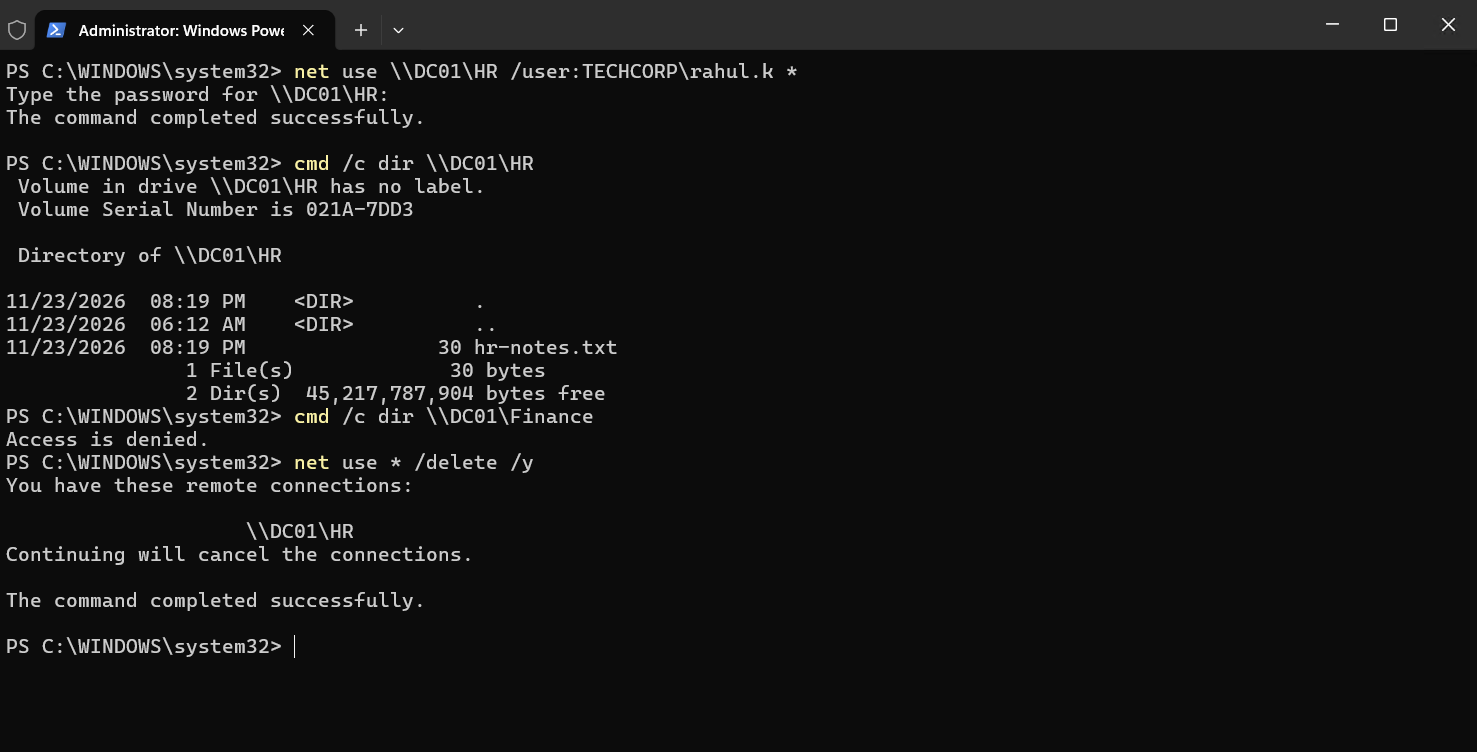 Administrator: Windows Powe
PS C:\WINDOWS\system32> net use \\DC01\HR /user:TECHCORP\rahul.k *
Type the password for \\DC01\HR:
The command completed successfully.
PS C:\WINDOWS\system32> cmd /c dir \\DC01\HR
 Volume in drive \\DC01\HR has no label.
 Volume Serial Number is 021A-7DD3
 Directory of \\DC01\HR
11/23/2026  08:19 PM    <DIR>          .
11/23/2026  06:12 AM    <DIR>          ..
11/23/2026  08:19 PM                30 hr-notes.txt
               1 File(s)             30 bytes
               2 Dir(s)  45,217,787,904 bytes free
PS C:\WINDOWS\system32> cmd /c dir \\DC01\Finance
Access is denied.
PS C:\WINDOWS\system32> net use * /delete /y
You have these remote connections:
                    \\DC01\HR
Continuing will cancel the connections.
The command completed successfully.
PS C:\WINDOWS\system32>